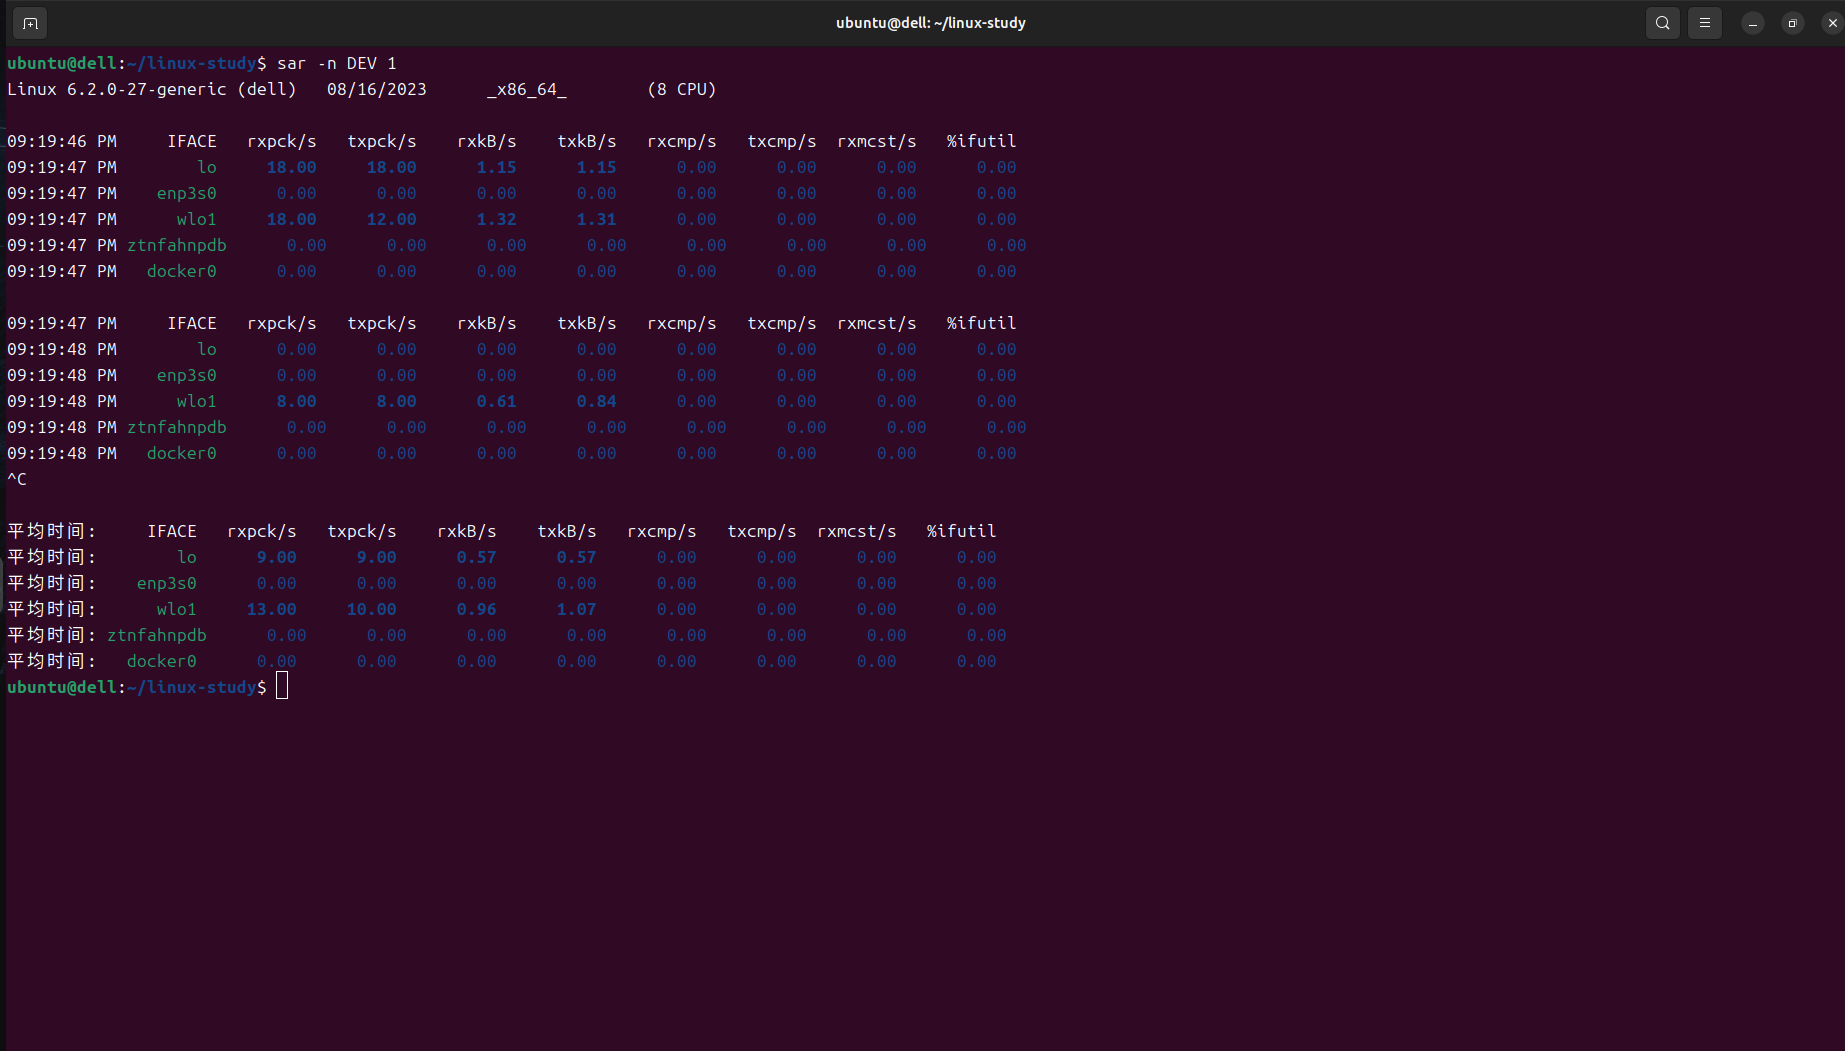 ubuntu@dell: ~/linux-study
ubuntu@dell:~/linux-study$ sar -n DEV 1
Linux 6.2.0-27-generic (dell)   08/16/2023      _x86_64_        (8 CPU)
09:19:46 PM     IFACE   rxpck/s   txpck/s    rxkB/s    txkB/s   rxcmp/s   txcmp/s  rxmcst/s   %ifutil
09:19:47 PM        lo     18.00     18.00      1.15      1.15      0.00      0.00      0.00      0.00
09:19:47 PM    enp3s0      0.00      0.00      0.00      0.00      0.00      0.00      0.00      0.00
09:19:47 PM      wlo1     18.00     12.00      1.32      1.31      0.00      0.00      0.00      0.00
09:19:47 PM ztnfahnpdb      0.00      0.00      0.00      0.00      0.00      0.00      0.00      0.00
09:19:47 PM   docker0      0.00      0.00      0.00      0.00      0.00      0.00      0.00      0.00
09:19:47 PM     IFACE   rxpck/s   txpck/s    rxkB/s    txkB/s   rxcmp/s   txcmp/s  rxmcst/s   %ifutil
09:19:48 PM        lo      0.00      0.00      0.00      0.00      0.00      0.00      0.00      0.00
09:19:48 PM    enp3s0      0.00      0.00      0.00      0.00      0.00      0.00      0.00      0.00
09:19:48 PM      wlo1      8.00      8.00      0.61      0.84      0.00      0.00      0.00      0.00
09:19:48 PM ztnfahnpdb      0.00      0.00      0.00      0.00      0.00      0.00      0.00      0.00
09:19:48 PM   docker0      0.00      0.00      0.00      0.00      0.00      0.00      0.00      0.00
^C
平均时间:     IFACE   rxpck/s   txpck/s    rxkB/s    txkB/s   rxcmp/s   txcmp/s  rxmcst/s   %ifutil
平均时间:        lo      9.00      9.00      0.57      0.57      0.00      0.00      0.00      0.00
平均时间:    enp3s0      0.00      0.00      0.00      0.00      0.00      0.00      0.00      0.00
平均时间:      wlo1     13.00     10.00      0.96      1.07      0.00      0.00      0.00      0.00
平均时间: ztnfahnpdb      0.00      0.00      0.00      0.00      0.00      0.00      0.00      0.00
平均时间:   docker0      0.00      0.00      0.00      0.00      0.00      0.00      0.00      0.00
ubuntu@dell:~/linux-study$